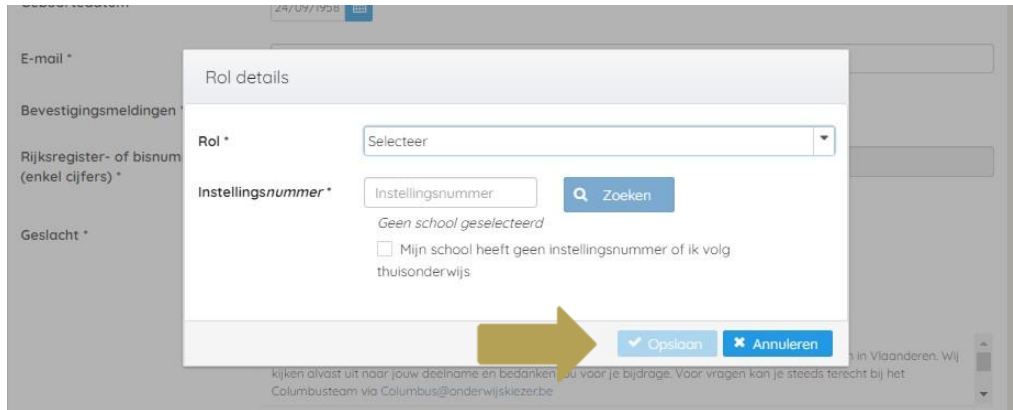 24/09/1958
E-mail *
Rol details
Bevestigingsmeldingen *
Rol *
Selecteer
Rijksregister- of bisnum
(enkel cijfers) *
Instellingsnummer *
Instellingsnummer
Zoeken
Geen school geselecteerd
Geslacht *
Mijn school heeft geen instellingsnummer of ik volg
thuisonderwijs
Opslaan
Annuleren
n in Vlaanderen. Wij
kijken alvast uit naar jouw deelname en bedanken jou voor je bijdrage. Voor vragen kan je steeds terecht bij het
Columbusteam via Columbus@onderwijskiezer.be